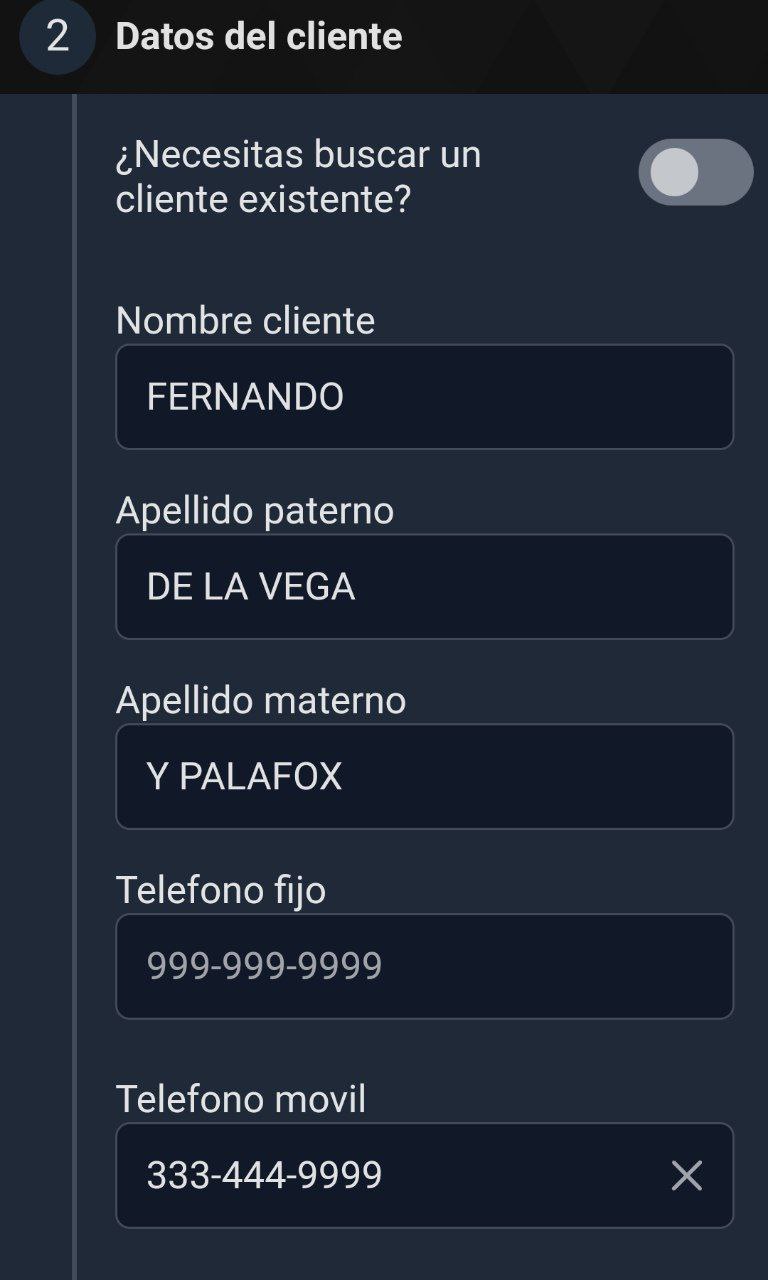 2
Datos del cliente
¿Necesitas buscar un
cliente existente?
Nombre cliente
FERNANDO
Apellido paterno
DE LA VEGA
Apellido materno
Y PALAFOX
Telefono fijo
999-999-9999
Telefono movil
333-444-9999